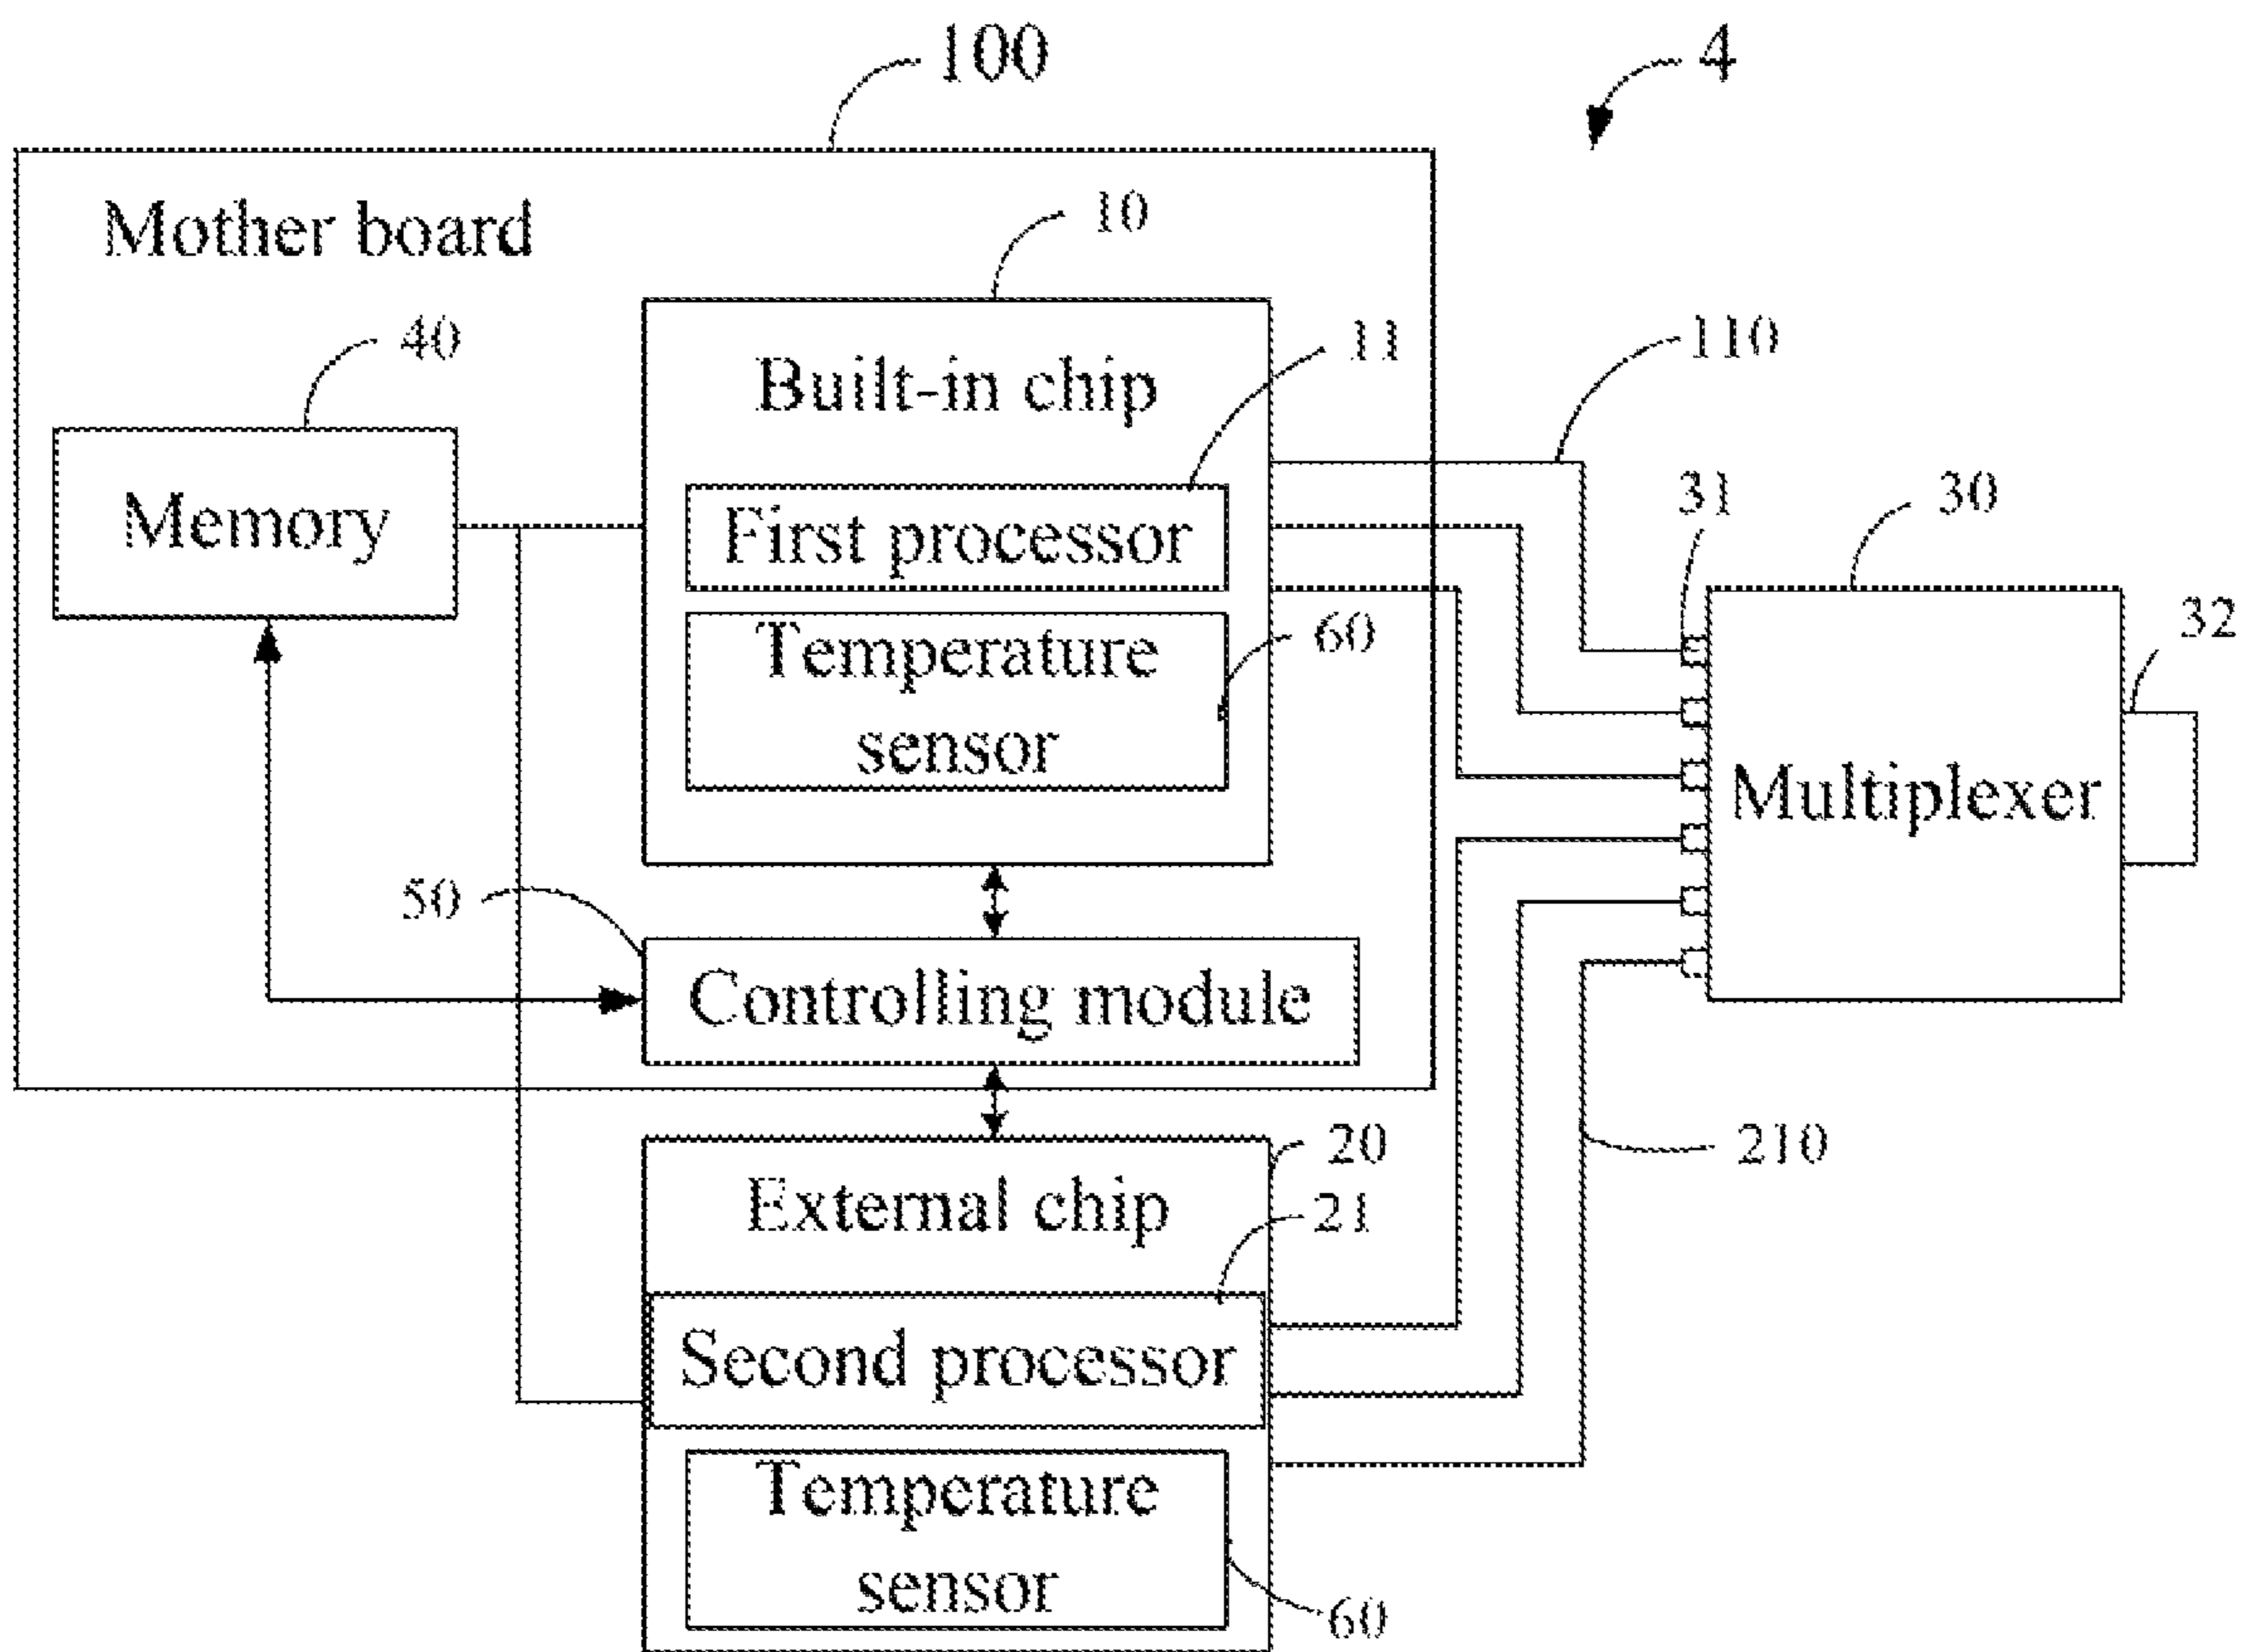 100
4
Mother board
10
40
11
110
Built-in chip
Memory
First processor
31
30
Temperature
sensor
60
32
Multiplexer
50
Controlling module
20
210
External chip
21
Second processor
Temperature
sensor
60